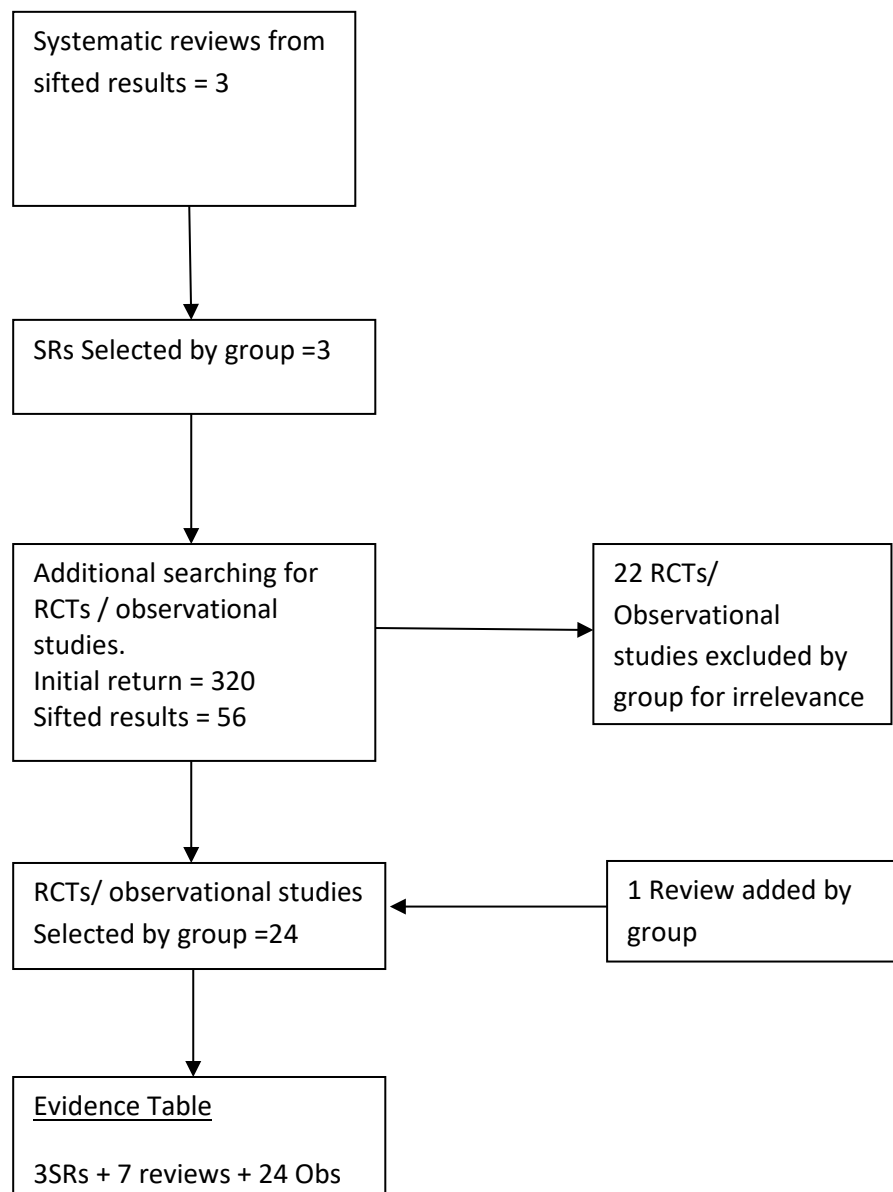 Systematic reviews from
sifted results = 3
SRs Selected by group =3
Additional searching for
RCTs / observational
studies.
Initial return = 320
Sifted results = 56
22 RCTs/
Observational
studies excluded by
group for irrelevance
RCTs/ observational studies
Selected by group =24
1 Review added by
group
Evidence Table
3SRs + 7 reviews + 24 Obs